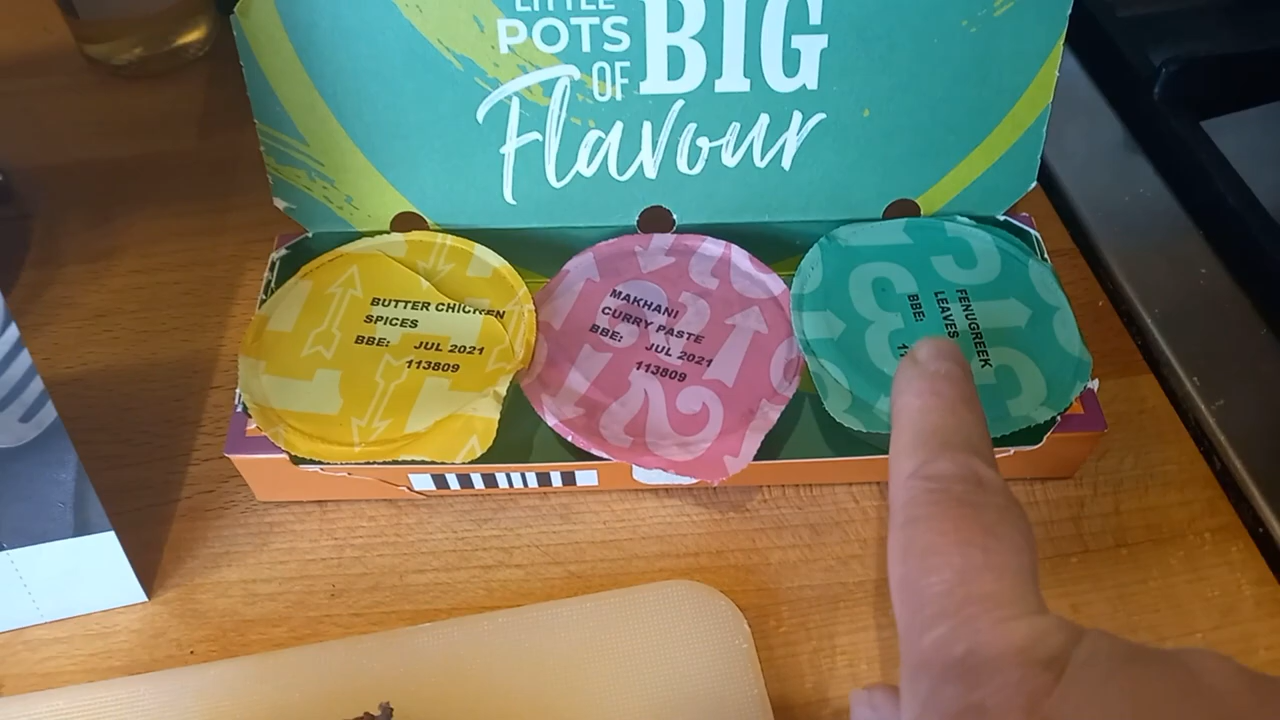 LITTLE
POTS
OF
BIG
Flavour
BUTTER CHICKEN
SPICES
BBE: JUL 2021
113809
MAKHANI
CURRY PASTE
BBE: JUL 2021
113809
FENUGREEK
LEAVES
BBE: